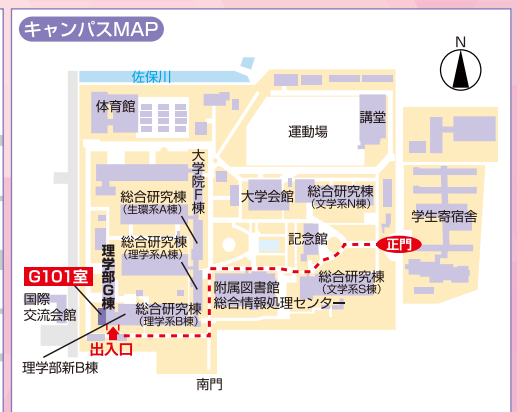 キャンパスMAP
N
佐保川
体育館
講堂
運動場
大学院F棟
総合研究棟
(生環系A棟)
大学会館
総合研究棟
(文学系N棟)
学生寄宿舎
記念館
正門
総合研究棟
(理学系A棟)
理学部G棟
G101室
国際
交流会館
総合研究棟
(文学系S棟)
附属図書館
総合情報処理センター
総合研究棟
(理学系B棟)
出入口
理学部新B棟
南門